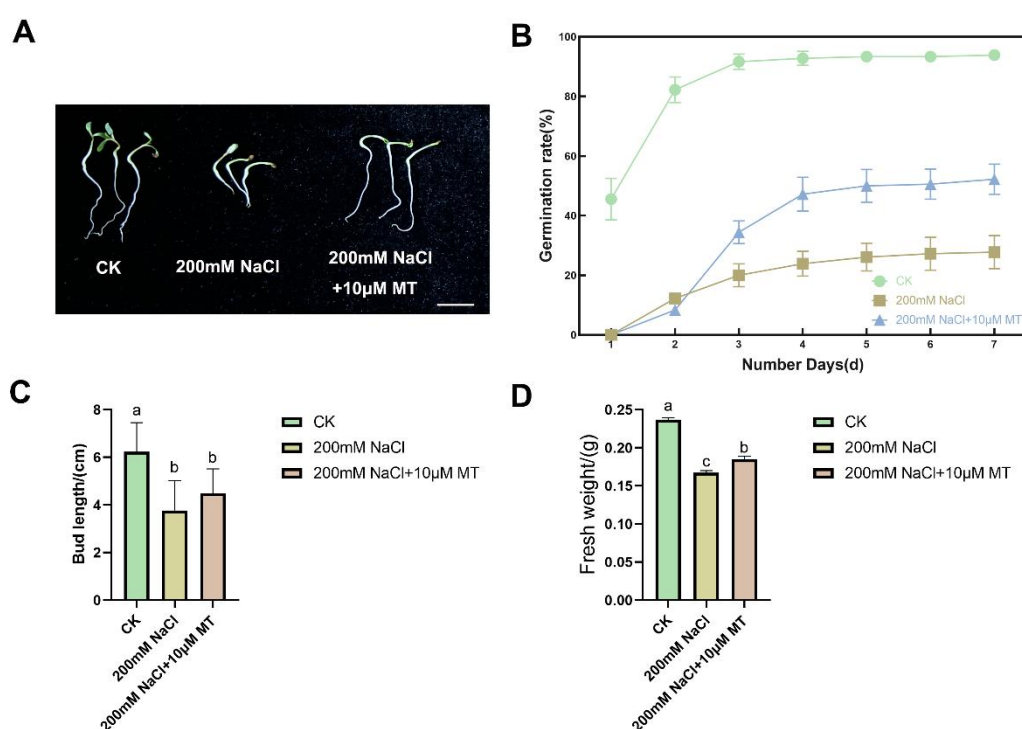 A
CK
200mM NaCl
200mM NaCl
+10μM MT
B
Germination rate(%)
100
80
60
40
20
0
1 2 3 4 5 6 7
Number Days(d)
CK
200mM NaCl
200mM NaCl+10μM MT
C
Bud length/(cm)
8
6
4
2
0
a
b
b
CK
200mM NaCl
200mM NaCl+10μM MT
CK
200mM NaCl
200mM NaCl+10μM MT
D
Fresh weight/(g)
0.25
0.20
0.15
0.10
0.05
0.00
a
c
b
CK
200mM NaCl
200mM NaCl+10μM MT
CK
200mM NaCl
200mM NaCl+10μM MT